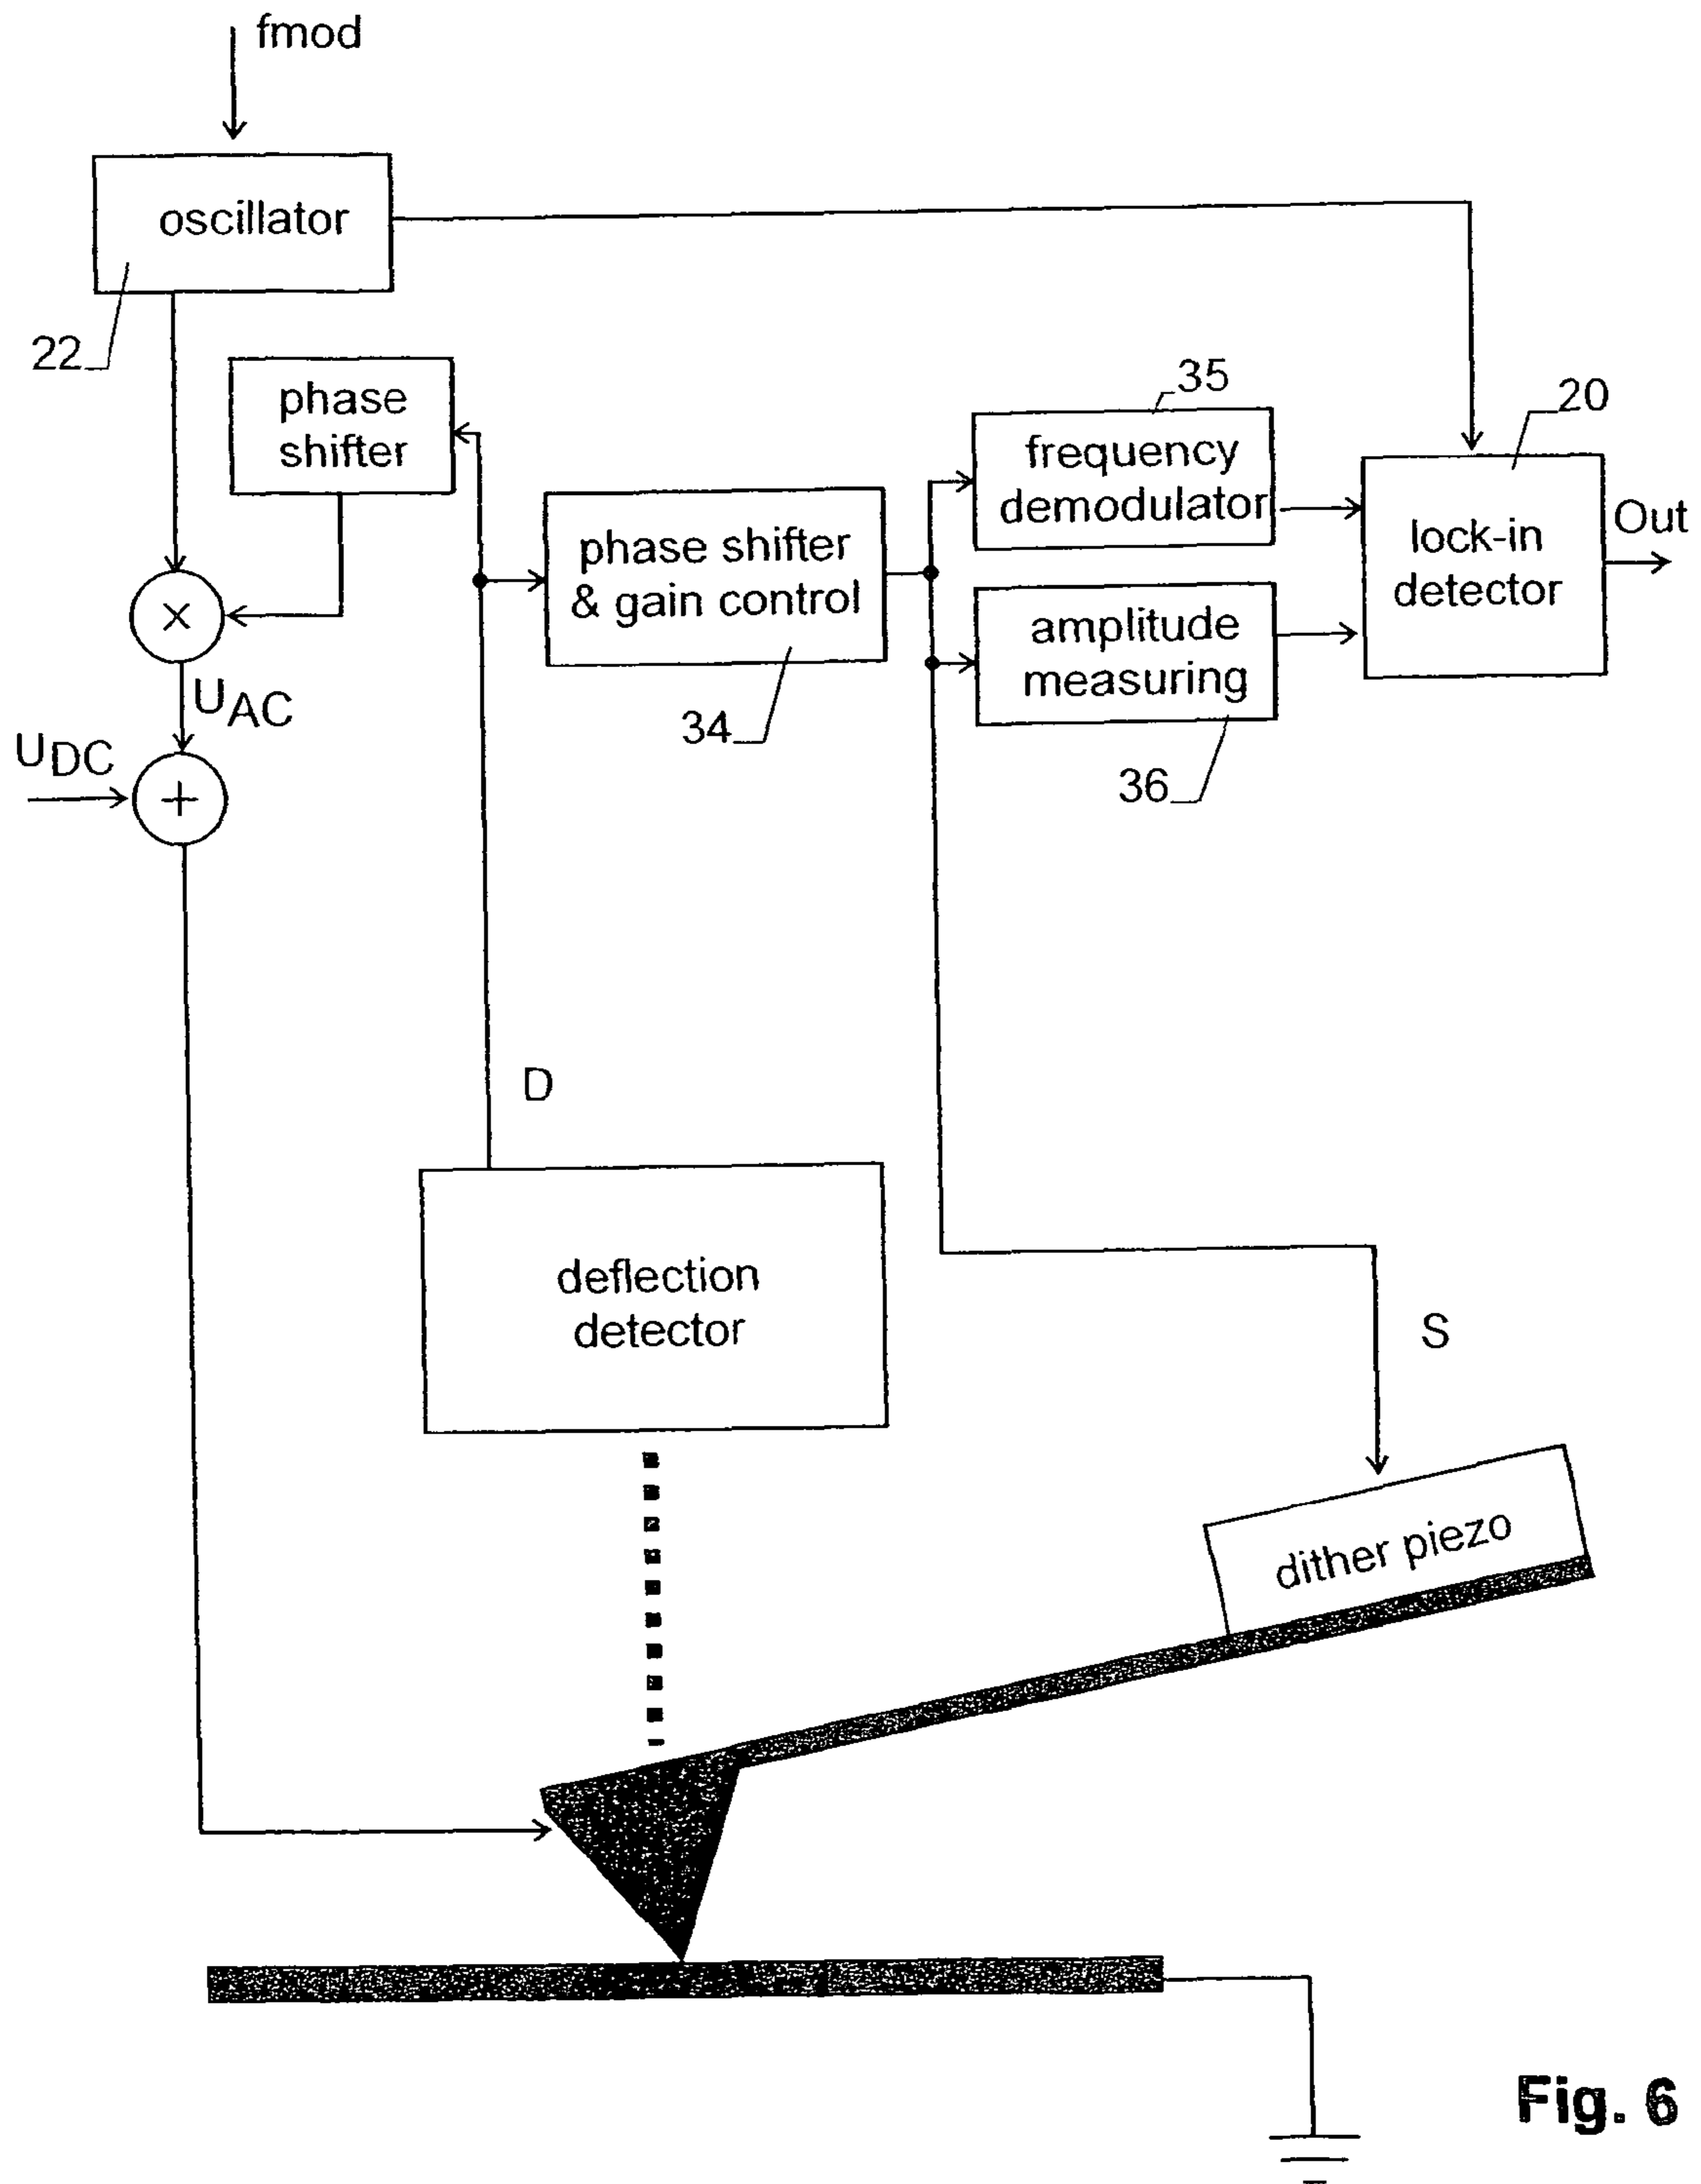 fmod
oscillator
22
phase
shifter
35
frequency
demodulator
20
lock-in
detector
Out
phase shifter
& gain control
34
amplitude
measuring
36
×
UAC
UDC
+
D
deflection
detector
S
dither piezo
Fig. 6